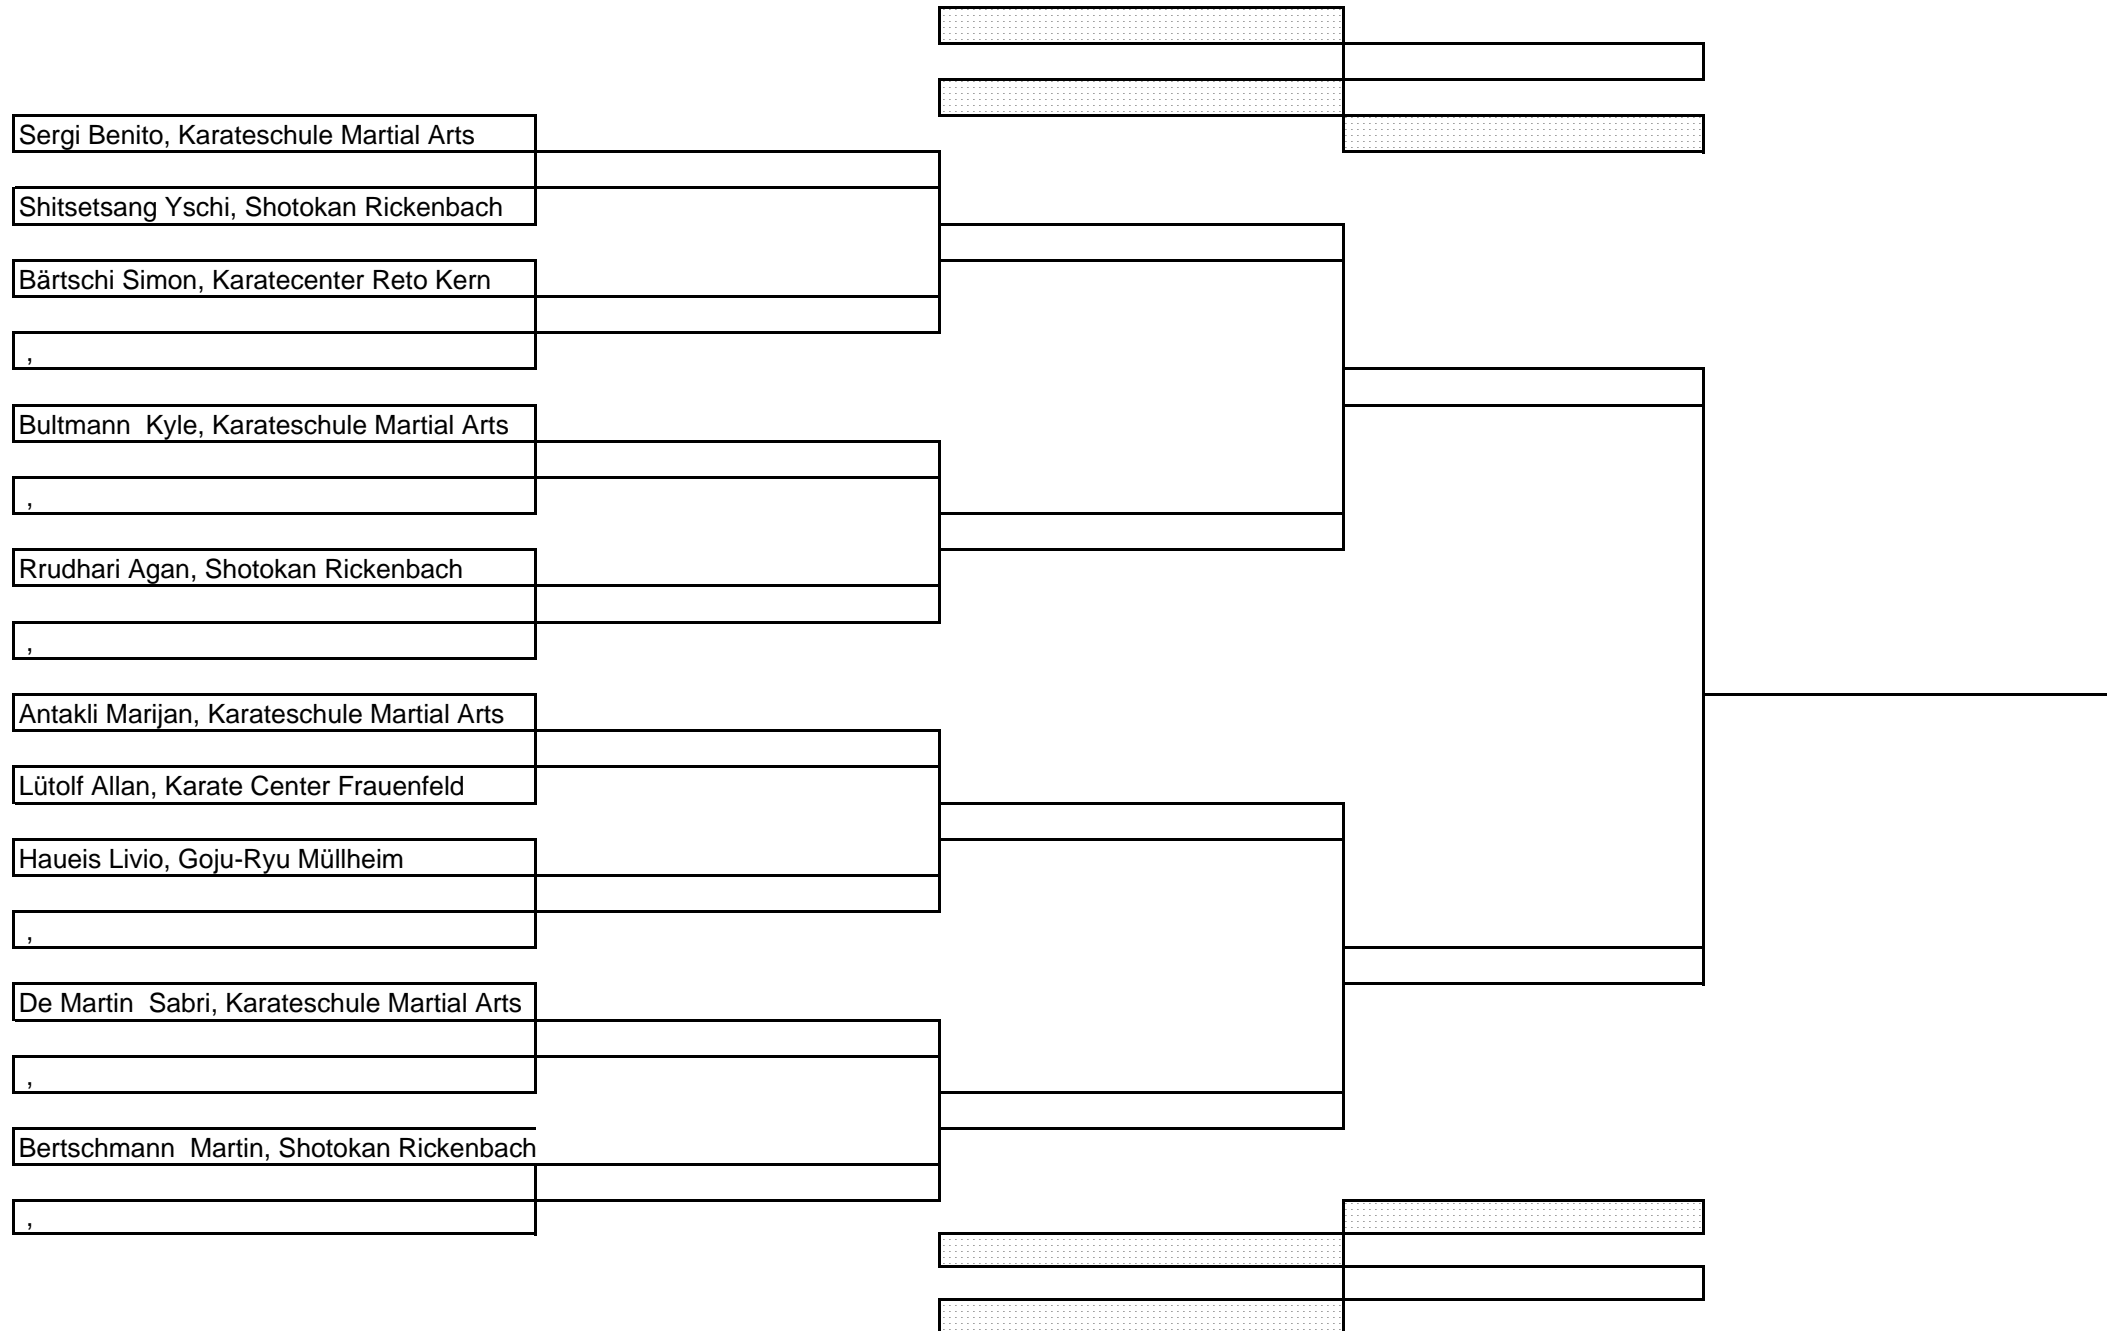 Sergi Benito, Karateschule Martial Arts
Shitsetsang Yschi, Shotokan Rickenbach
Bärtschi Simon, Karatecenter Reto Kern
,
Bultmann  Kyle, Karateschule Martial Arts
,
Rrudhari Agan, Shotokan Rickenbach
,
Antakli Marijan, Karateschule Martial Arts
Lütolf Allan, Karate Center Frauenfeld
Haueis Livio, Goju-Ryu Müllheim
,
De Martin  Sabri, Karateschule Martial Arts
,
Bertschmann  Martin, Shotokan Rickenbach
,